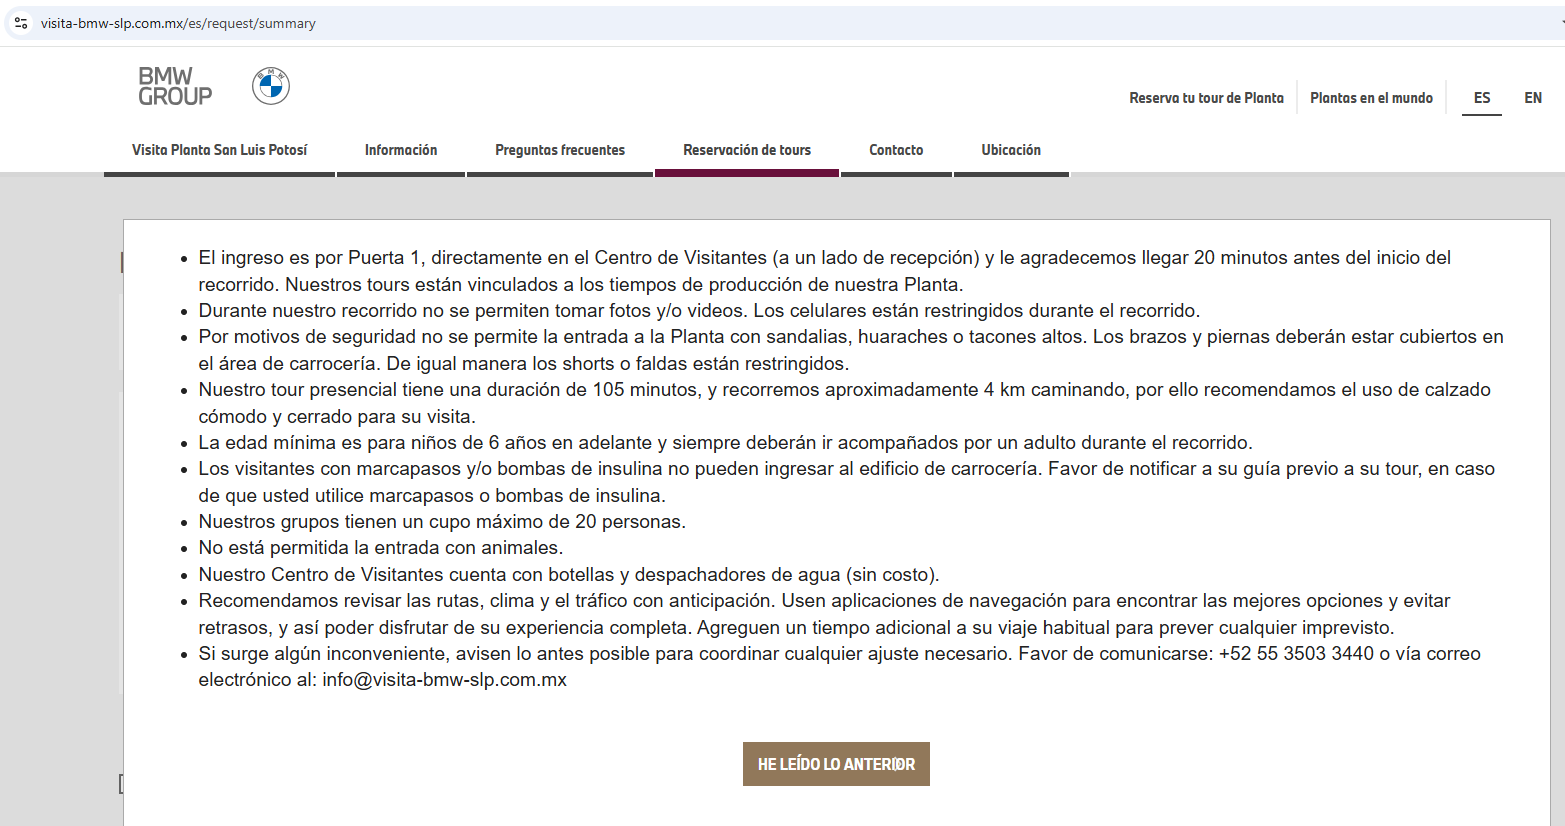 visita-bmw-slp.com.mx/es/request/summary
BMW
GROUP
BMW
Reserva tu tour de Planta
Plantas en el mundo
ES
EN
Visita Planta San Luis Potosí
Información
Preguntas frecuentes
Reservación de tours
Contacto
Ubicación
• El ingreso es por Puerta 1, directamente en el Centro de Visitantes (a un lado de recepción) y le agradecemos llegar 20 minutos antes del inicio del
recorrido. Nuestros tours están vinculados a los tiempos de producción de nuestra Planta.
• Durante nuestro recorrido no se permiten tomar fotos y/o videos. Los celulares están restringidos durante el recorrido.
• Por motivos de seguridad no se permite la entrada a la Planta con sandalias, huaraches o tacones altos. Los brazos y piernas deberán estar cubiertos en
el área de carrocería. De igual manera los shorts o faldas están restringidos.
• Nuestro tour presencial tiene una duración de 105 minutos, y recorremos aproximadamente 4 km caminando, por ello recomendamos el uso de calzado
cómodo y cerrado para su visita.
• La edad mínima es para niños de 6 años en adelante y siempre deberán ir acompañados por un adulto durante el recorrido.
• Los visitantes con marcapasos y/o bombas de insulina no pueden ingresar al edificio de carrocería. Favor de notificar a su guía previo a su tour, en caso
de que usted utilice marcapasos o bombas de insulina.
• Nuestros grupos tienen un cupo máximo de 20 personas.
• No está permitida la entrada con animales.
• Nuestro Centro de Visitantes cuenta con botellas y despachadores de agua (sin costo).
• Recomendamos revisar las rutas, clima y el tráfico con anticipación. Usen aplicaciones de navegación para encontrar las mejores opciones y evitar
retrasos, y así poder disfrutar de su experiencia completa. Agreguen un tiempo adicional a su viaje habitual para prever cualquier imprevisto.
• Si surge algún inconveniente, avisen lo antes posible para coordinar cualquier ajuste necesario. Favor de comunicarse: +52 55 3503 3440 o vía correo
electrónico al: info@visita-bmw-slp.com.mx
HE LEÍDO LO ANTERIOR